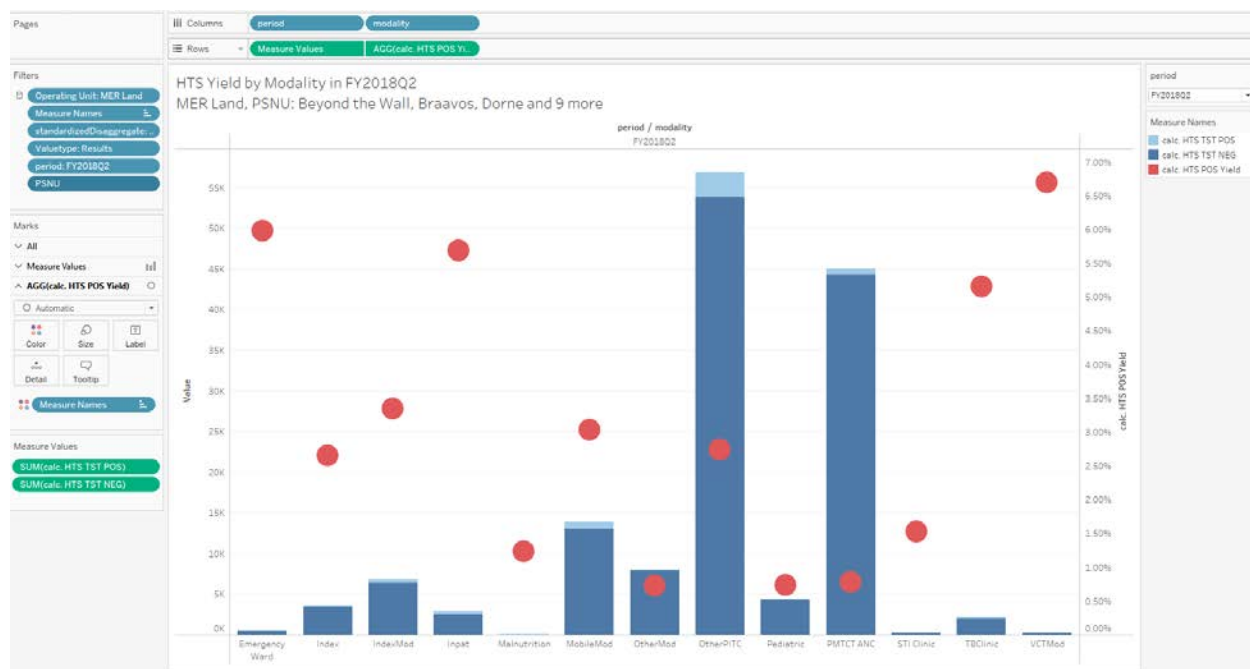 Pages
Columns
period
modality
Rows
Measure Values
AGG(calc. HTS POS Yi..
Filters
Operating Unit: MER Land
Measure Names
standardizedDisaggregate: ..
Valuetype: Results
period: FY2018Q2
PSNU
Marks
All
Measure Values
AGG(calc. HTS POS Yield)
Automatic
Color Size Label
Detail Tooltip
Measure Names
Measure Values
SUM(calc. HTS TST POS)
SUM(calc. HTS TST NEG)
HTS Yield by Modality in FY2018Q2
MER Land, PSNU: Beyond the Wall, Braavos, Dorne and 9 more
period / modality
FY2018Q2
Value
55K
50K
45K
40K
35K
30K
25K
20K
15K
10K
5K
0K
7.00%
6.50%
6.00%
5.50%
5.00%
4.50%
4.00%
3.50%
3.00%
2.50%
2.00%
1.50%
1.00%
0.50%
0.00%
calc. HTS POS Yield
Emergency Ward
Index
IndexMod
Inpat
Malnutrition
MobileMod
OtherMod
OtherPITC
Pediatric
PMTCT ANC
STI Clinic
TBClinic
VCTMod
period
FY2018Q2
Measure Names
calc. HTS TST POS
calc. HTS TST NEG
calc. HTS POS Yield